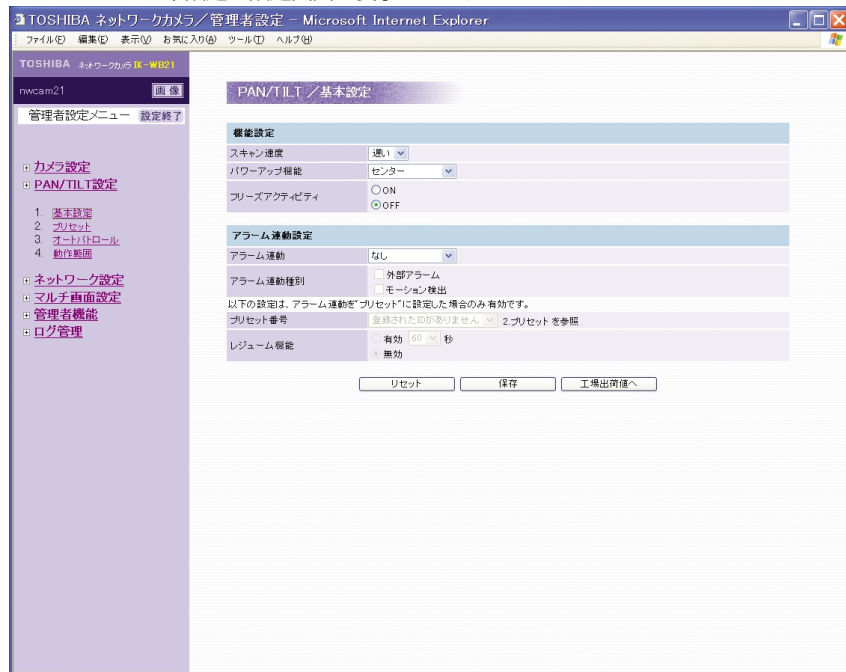 TOSHIBA ネットワークカメラ／管理者設定 - Microsoft Internet Explorer
ファイル(F) 編集(E) 表示(V) お気に入り(A) ツール(T) ヘルプ(H)
TOSHIBA ネットワークカメラ IK-WB21
nwcam21 画像
管理者設定メニュー 設定終了
カメラ設定
PAN/TILT設定
1. 基本設定
2. プリセット
3. オートパトロール
4. 動作範囲
ネットワーク設定
マルチ画面設定
管理者機能
ログ管理
PAN/TILT／基本設定
機能設定
スキャン速度 速い
パワーアップ機能 センター
フリーズアクティビティ ON
OFF
アラーム連動設定
アラーム連動 なし
アラーム連動種別 外部アラーム
モーション検出
以下の設定は、アラーム連動を"プリセット"に設定した場合のみ有効です。
プリセット番号 登録されたIDがありません 2.プリセット を参照
レジューム機能 有効 60 秒
無効
リセット 保存 工場出荷値へ